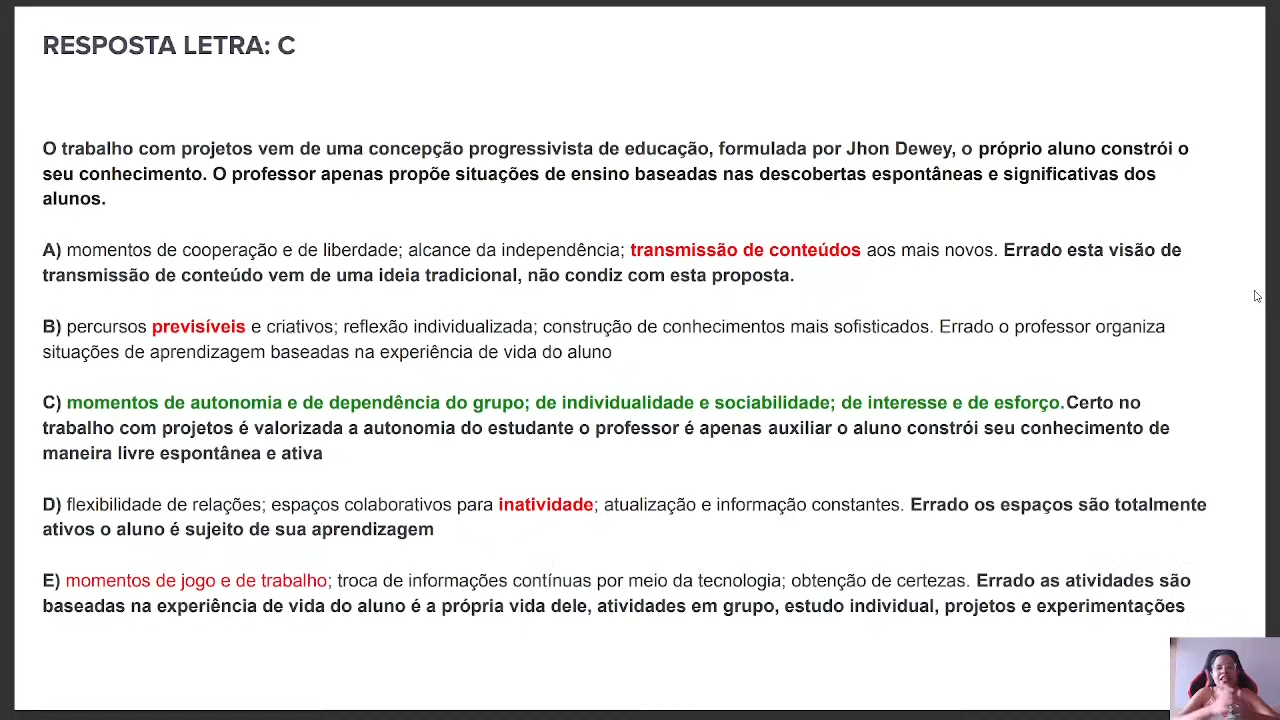 RESPOSTA LETRA: C
O trabalho com projetos vem de uma concepção progressivista de educação, formulada por Jhon Dewey, o próprio aluno constrói o
seu conhecimento. O professor apenas propõe situações de ensino baseadas nas descobertas espontâneas e significativas dos
alunos.
A) momentos de cooperação e de liberdade; alcance da independência; transmissão de conteúdos aos mais novos. Errado esta visão de
transmissão de conteúdo vem de uma ideia tradicional, não condiz com esta proposta.
B) percursos previsíveis e criativos; reflexão individualizada; construção de conhecimentos mais sofisticados. Errado o professor organiza
situações de aprendizagem baseadas na experiência de vida do aluno
C) momentos de autonomia e de dependência do grupo; de individualidade e sociabilidade; de interesse e de esforço.Certo no
trabalho com projetos é valorizada a autonomia do estudante o professor é apenas auxiliar o aluno constrói seu conhecimento de
maneira livre espontânea e ativa
D) flexibilidade de relações; espaços colaborativos para inatividade; atualização e informação constantes. Errado os espaços são totalmente
ativos o aluno é sujeito de sua aprendizagem
E) momentos de jogo e de trabalho; troca de informações contínuas por meio da tecnologia; obtenção de certezas. Errado as atividades são
baseadas na experiência de vida do aluno é a própria vida dele, atividades em grupo, estudo individual, projetos e experimentações